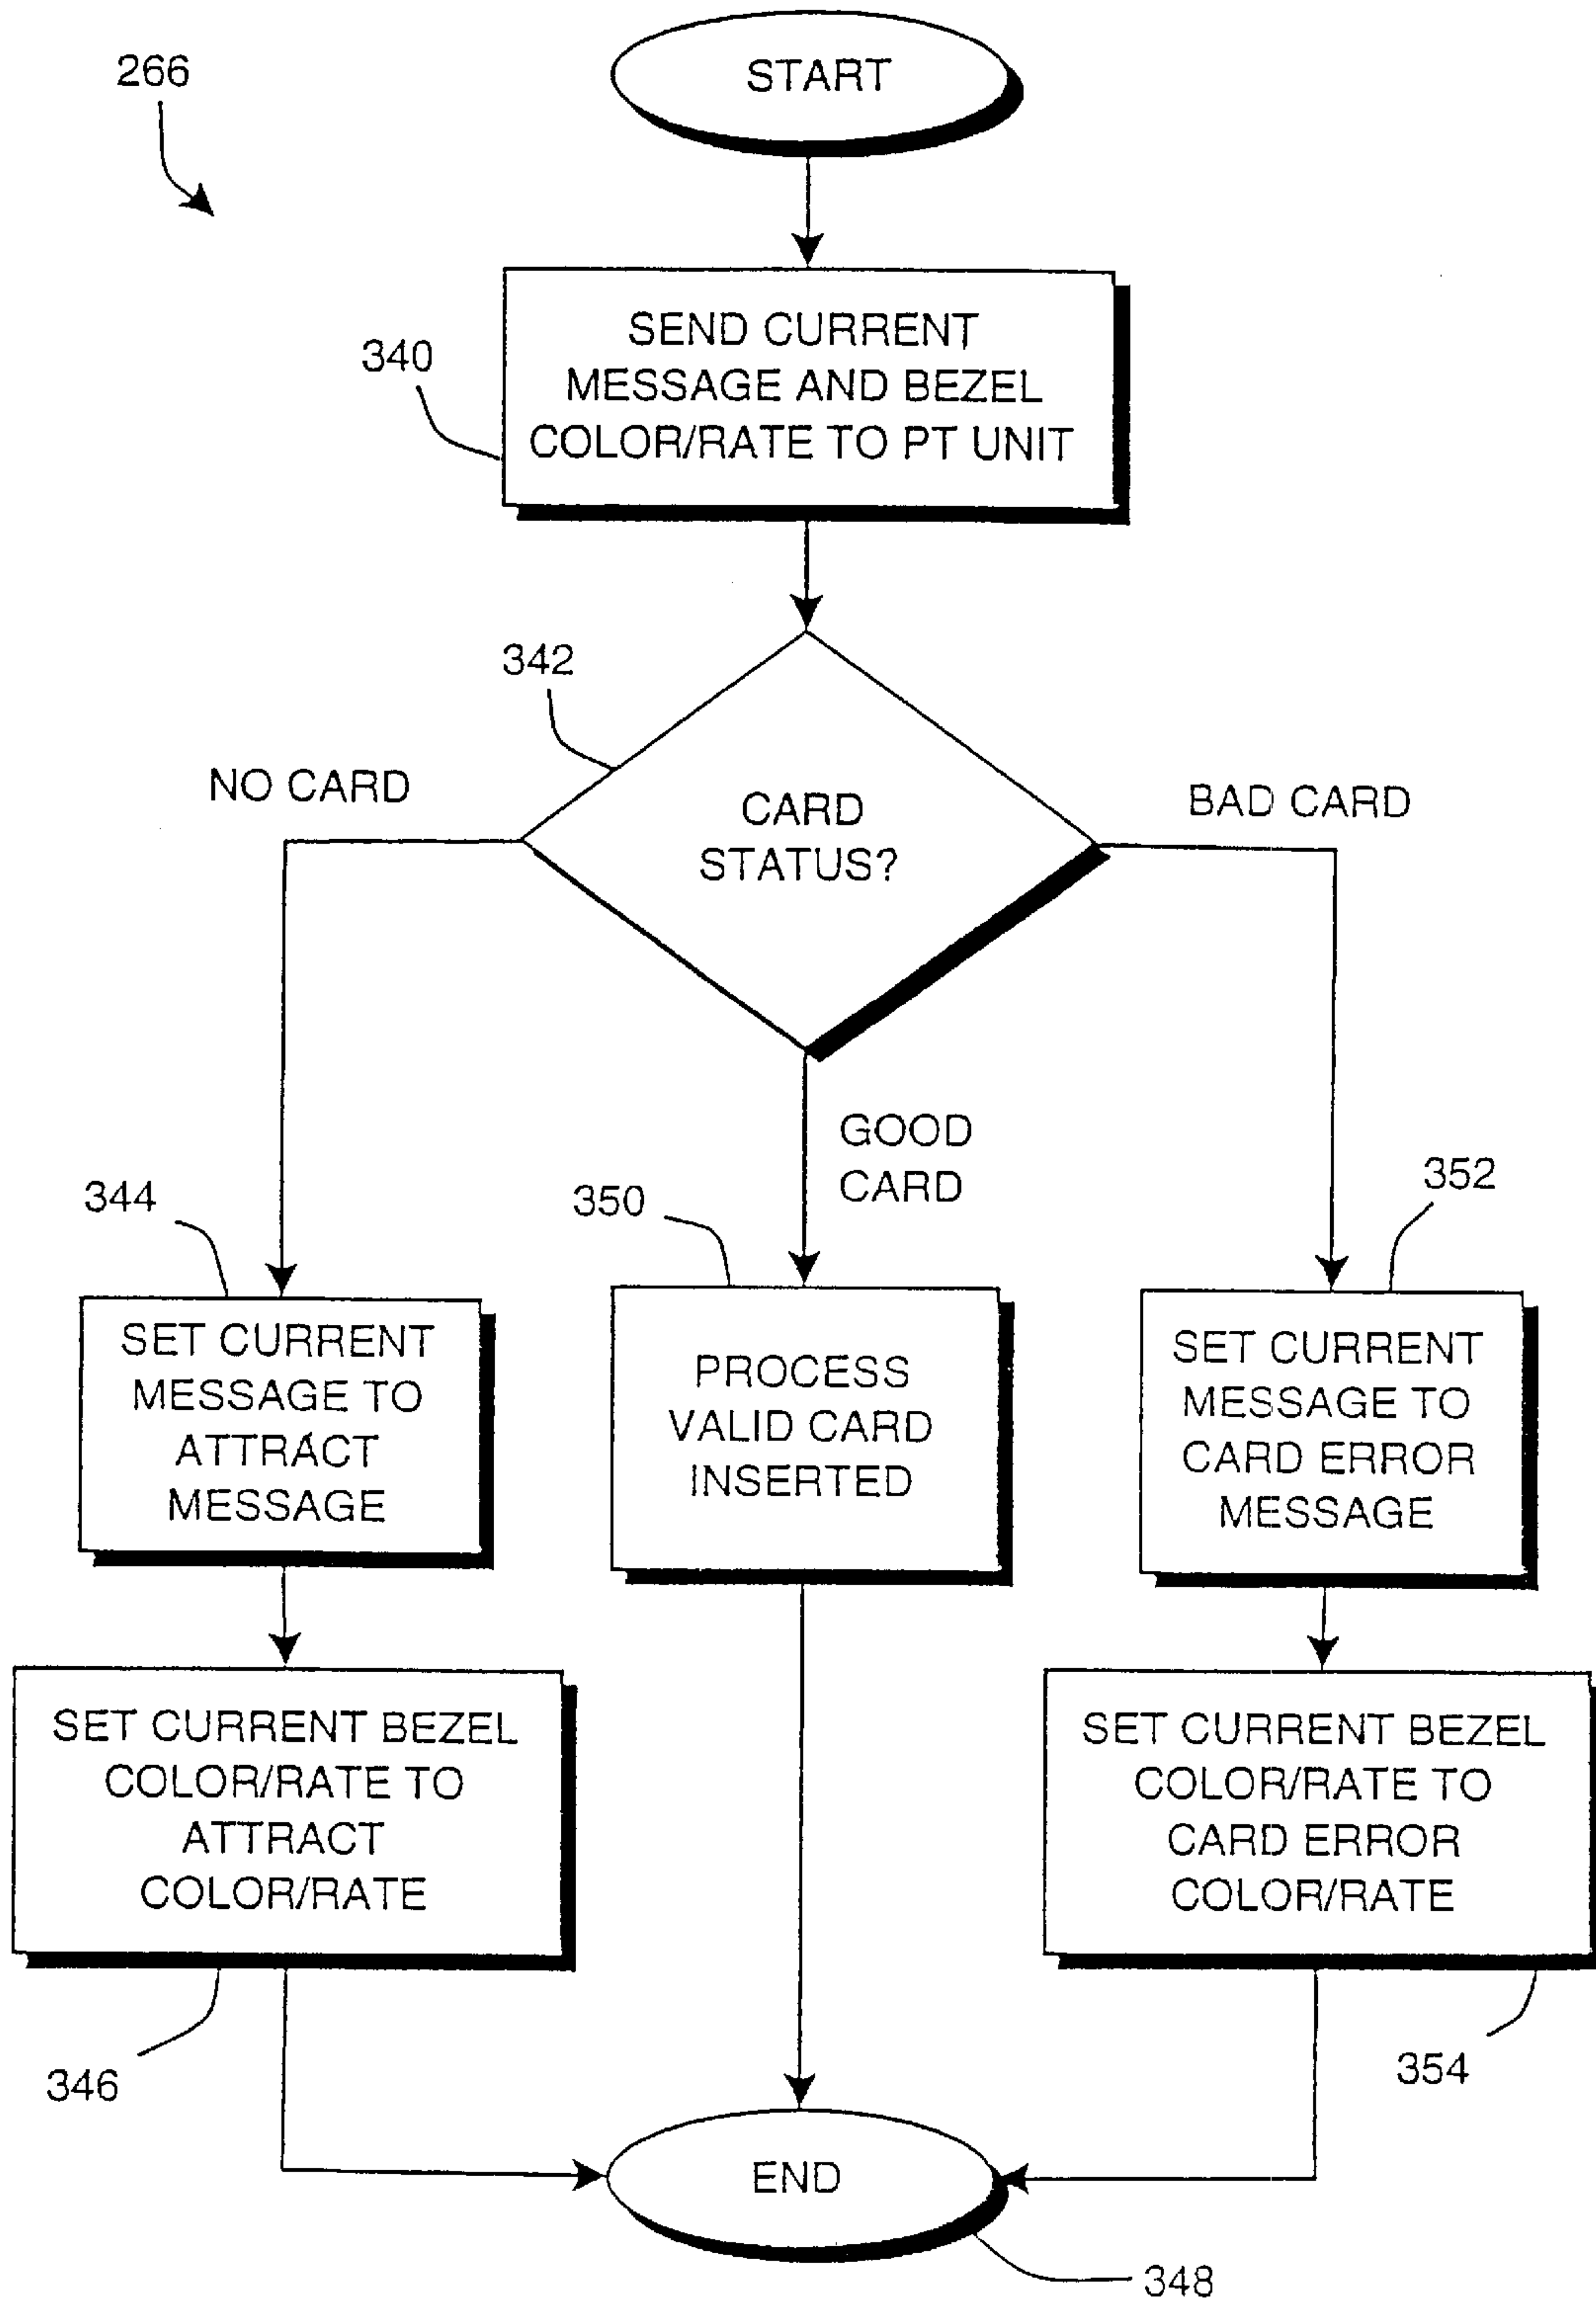 START
266
SEND CURRENT
MESSAGE AND BEZEL
COLOR/RATE TO PT UNIT
340
342
NO CARD
CARD
STATUS?
BAD CARD
GOOD
CARD
344
350
352
SET CURRENT
MESSAGE TO
ATTRACT
MESSAGE
PROCESS
VALID CARD
INSERTED
SET CURRENT
MESSAGE TO
CARD ERROR
MESSAGE
SET CURRENT BEZEL
COLOR/RATE TO
ATTRACT
COLOR/RATE
SET CURRENT BEZEL
COLOR/RATE TO
CARD ERROR
COLOR/RATE
346
354
END
348